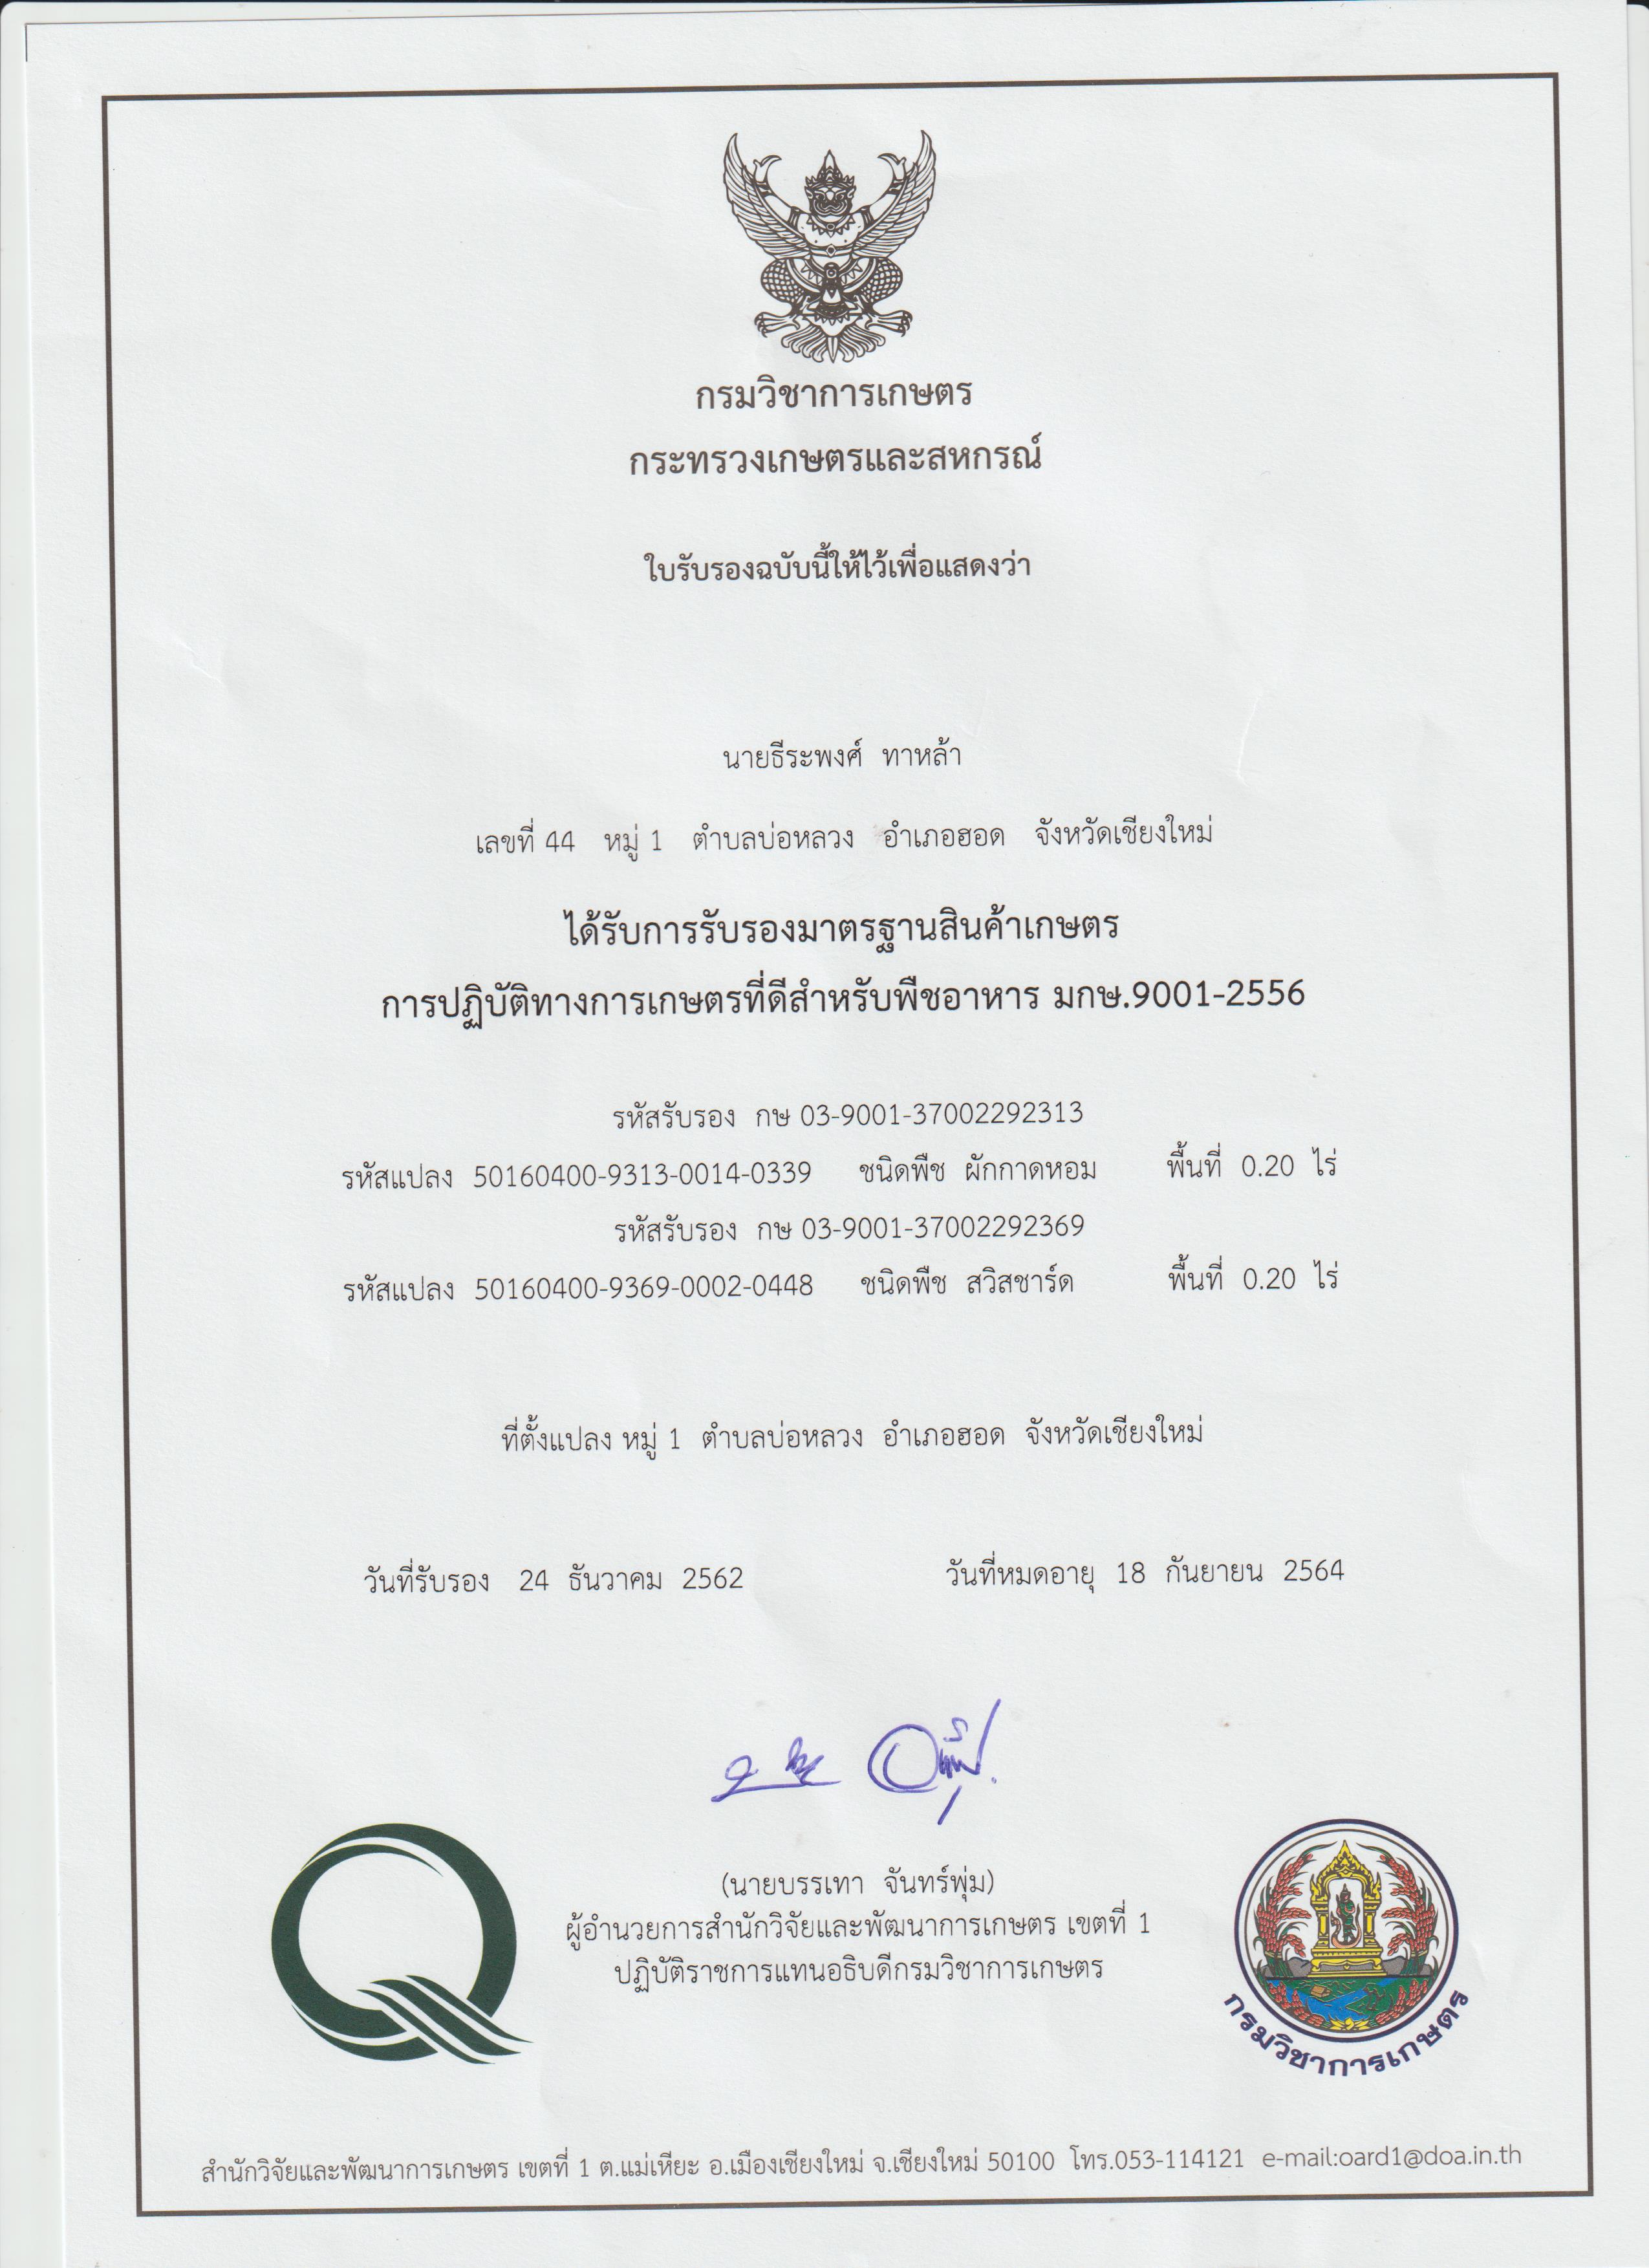 กรมวิชาการเกษตร
กระทรวงเกษตรและสหกรณ์
ใบรับรองฉบับนี้ให้ไว้เพื่อแสดงว่า
นายธีระพงศ์ ทาหล้า
เลขที่ 44 หมู่ 1 ตำบลบ่อหลวง อำเภอฮอด จังหวัดเชียงใหม่
ได้รับการรับรองมาตรฐานสินค้าเกษตร
การปฏิบัติทางการเกษตรที่ดีสำหรับพืชอาหาร มกษ.9001-2556
รหัสรับรอง กษ 03-9001-37002292313
รหัสแปลง 50160400-9313-0014-0339 ชนิดพืช ผักกาดหอม พื้นที่ 0.20 ไร่
รหัสรับรอง กษ 03-9001-37002292369
รหัสแปลง 50160400-9369-0002-0448 ชนิดพืช สวิสชาร์ด พื้นที่ 0.20 ไร่
ที่ตั้งแปลง หมู่ 1 ตำบลบ่อหลวง อำเภอฮอด จังหวัดเชียงใหม่
วันที่รับรอง 24 ธันวาคม 2562 วันที่หมดอายุ 18 กันยายน 2564
(นายบรรเทา จันทร์พุ่ม)
ผู้อำนวยการสำนักวิจัยและพัฒนาการเกษตร เขตที่ 1
ปฏิบัติราชการแทนอธิบดีกรมวิชาการเกษตร
กรมวิชาการเกษตร
สำนักวิจัยและพัฒนาการเกษตร เขตที่ 1 ต.แม่เหียะ อ.เมืองเชียงใหม่ จ.เชียงใหม่ 50100 โทร.053-114121 e-mail:oard1@doa.in.th